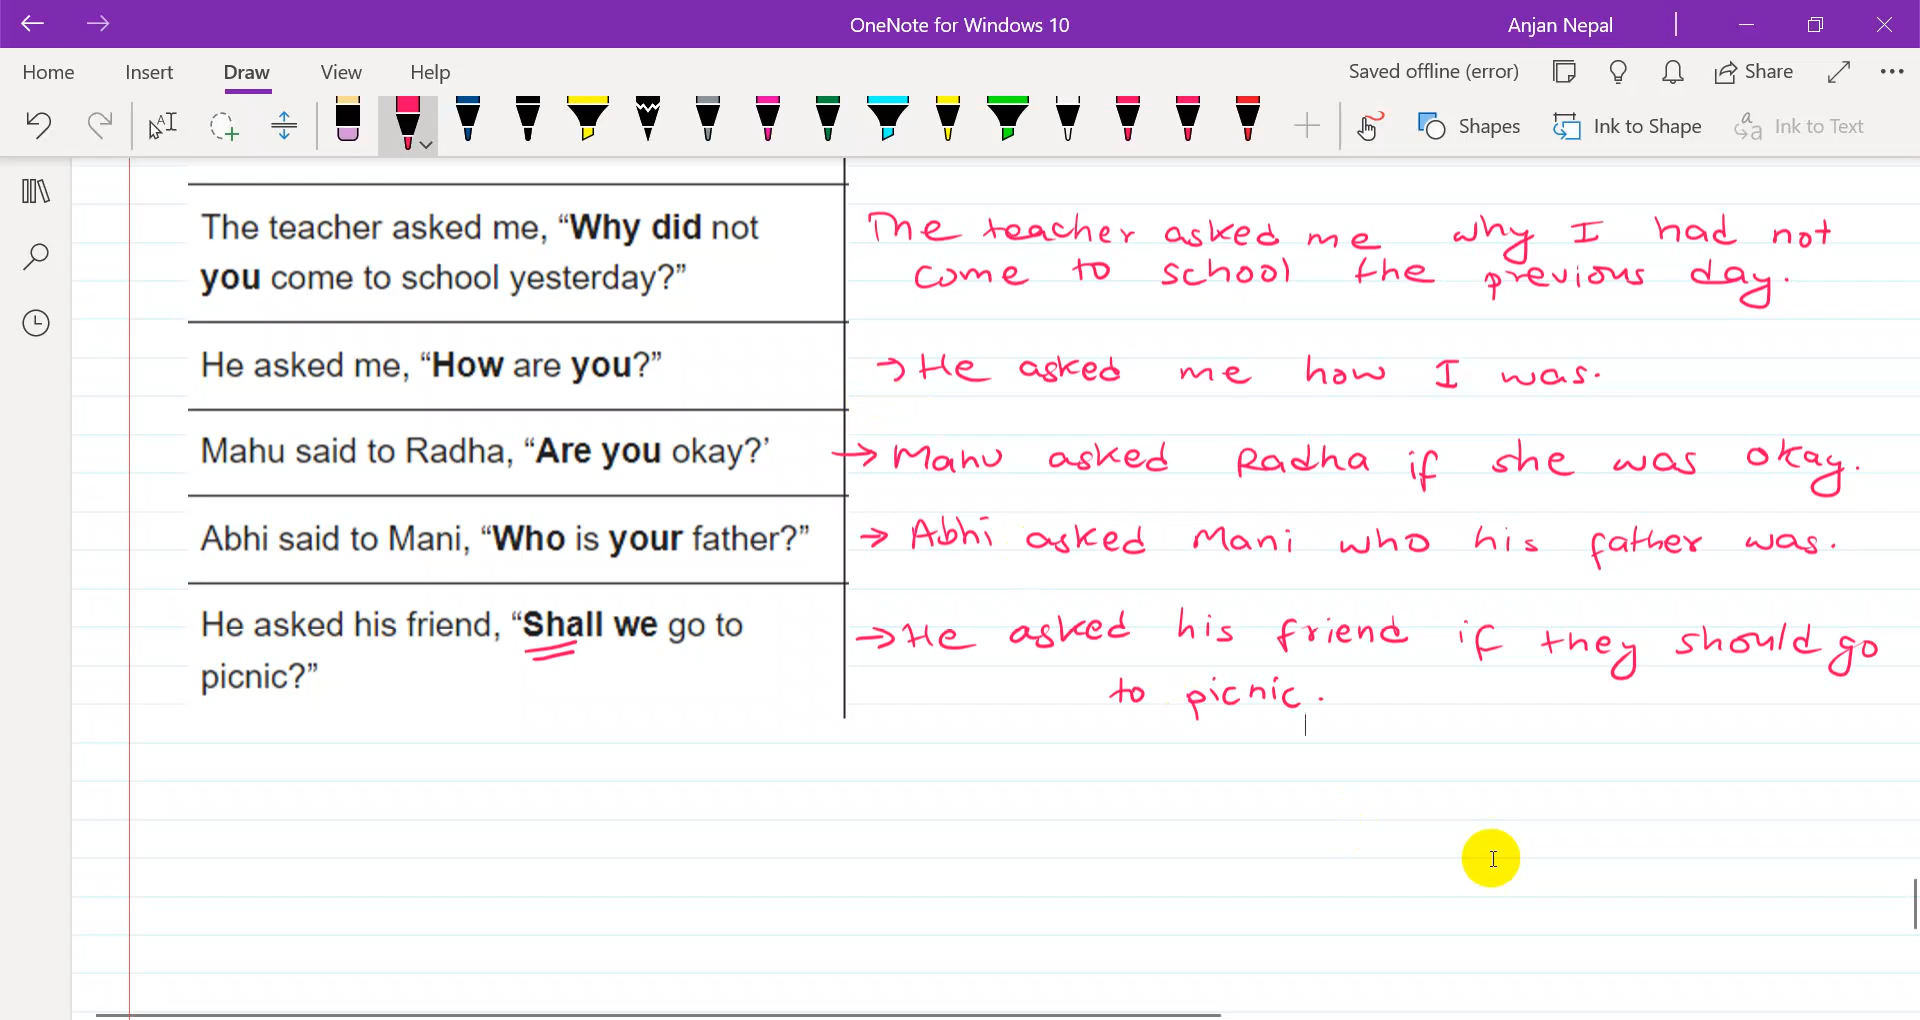 OneNote for Windows 10
Anjan Nepal
Home Insert Draw View Help
Saved offline (error) Share
Shapes Ink to Shape Ink to Text
The teacher asked me, “Why did not
you come to school yesterday?”
The teacher asked me why I had not
come to school the previous day.
He asked me, “How are you?”
→ He asked me how I was.
Mahu said to Radha, “Are you okay?’
→ Manu asked Radha if she was okay.
Abhi said to Mani, “Who is your father?”
→ Abhi asked Mani who his father was.
He asked his friend, “Shall we go to
picnic?”
→ He asked his friend if they should go
to picnic.